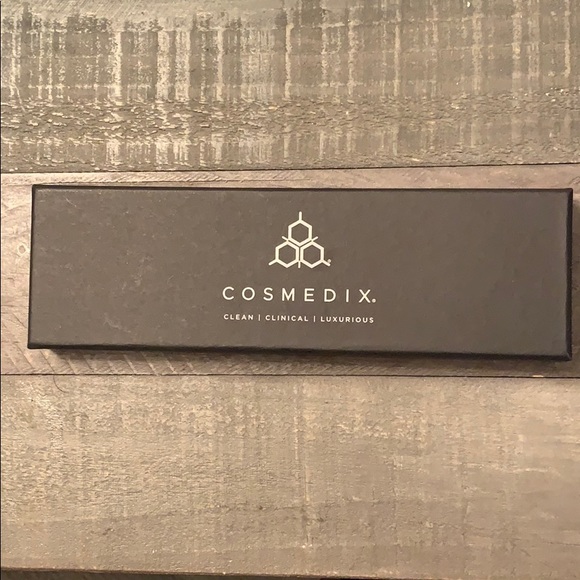 COSMEDIX®
CLEAN | CLINICAL | LUXURIOUS